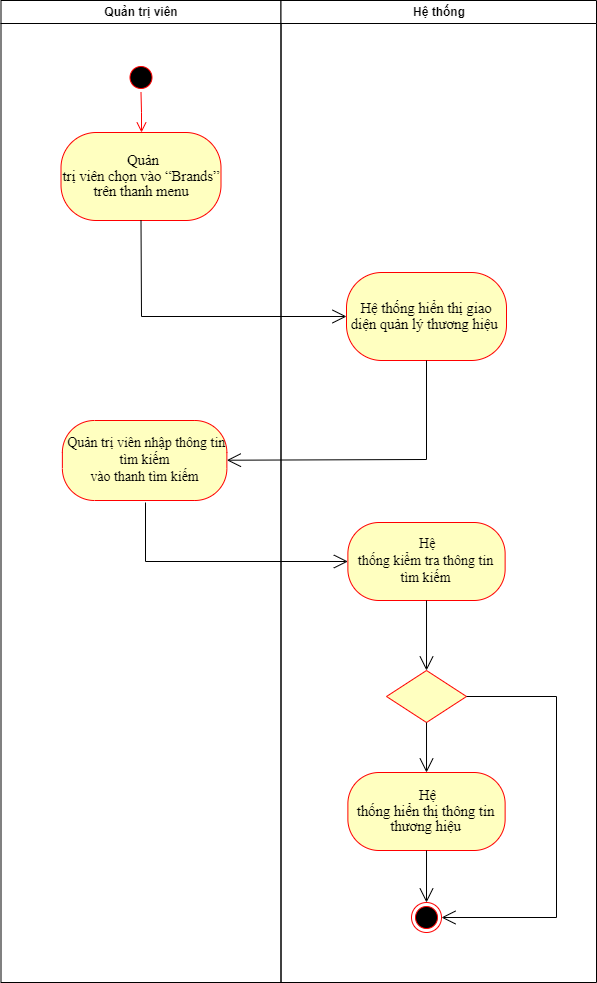 Quản trị viên
Hệ thống
Quản
trị viên chọn vào “Brands”
trên thanh menu
Hệ thống hiển thị giao
diện quản lý thương hiệu
Quản trị viên nhập thông tin
tìm kiếm
vào thanh tìm kiếm
Hệ
thống kiểm tra thông tin
tìm kiếm
Hệ
thống hiển thị thông tin
thương hiệu